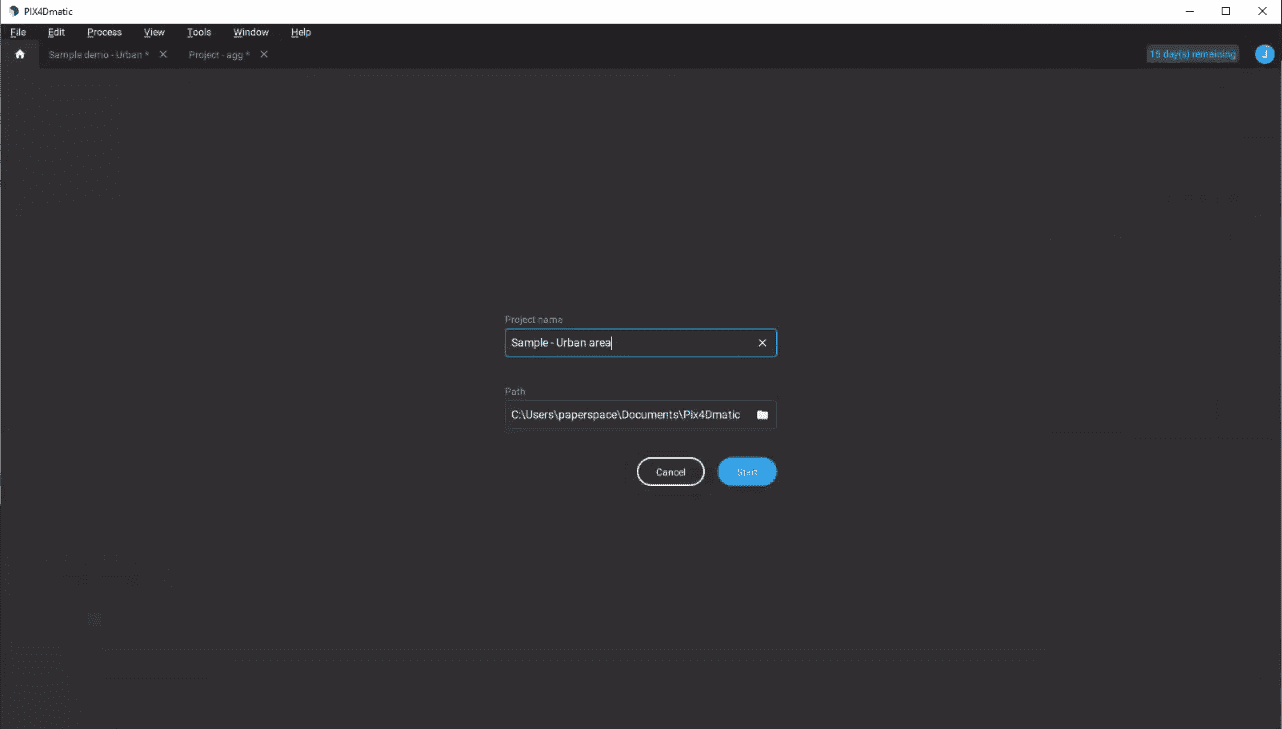 PIX4Dmatic
File Edit Process View Tools Window Help
Sample demo - Urban * Project - agg * 15 day(s) remaining J
Project name
Sample - Urban area
Path
C:\Users\paperspace\Documents\Pix4Dmatic
Cancel Start